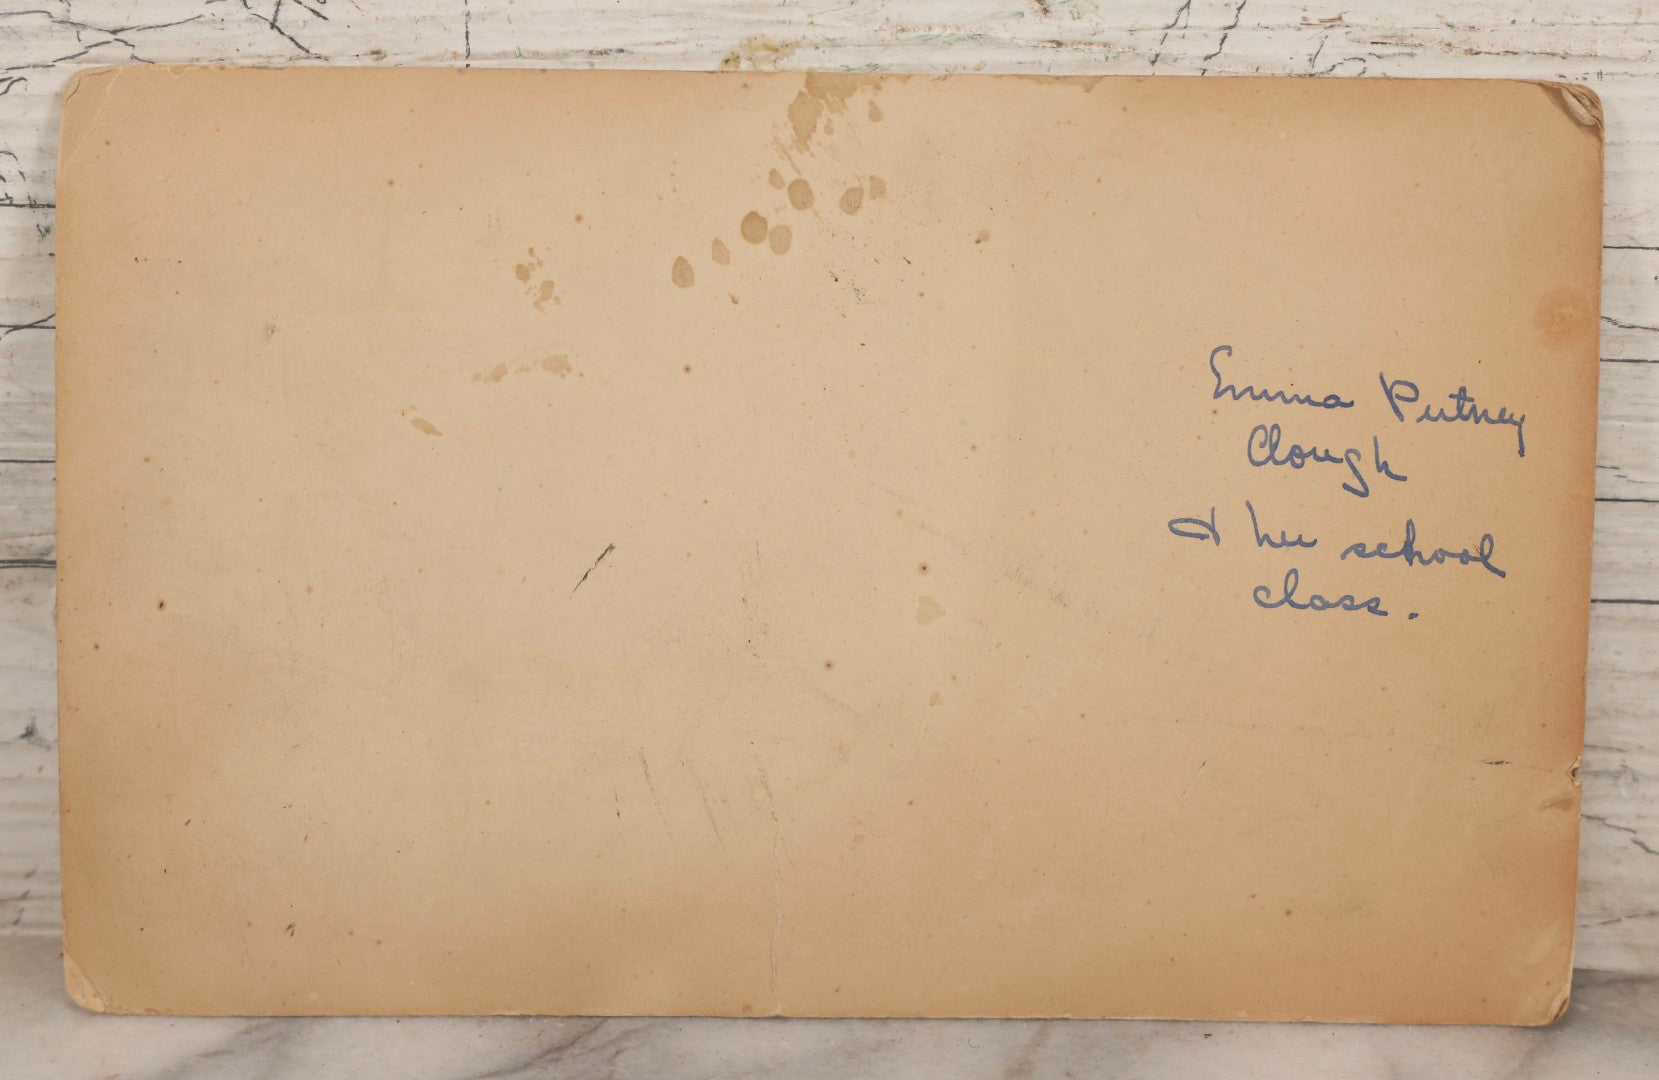 Emma Putney
Clough
& her school
class.